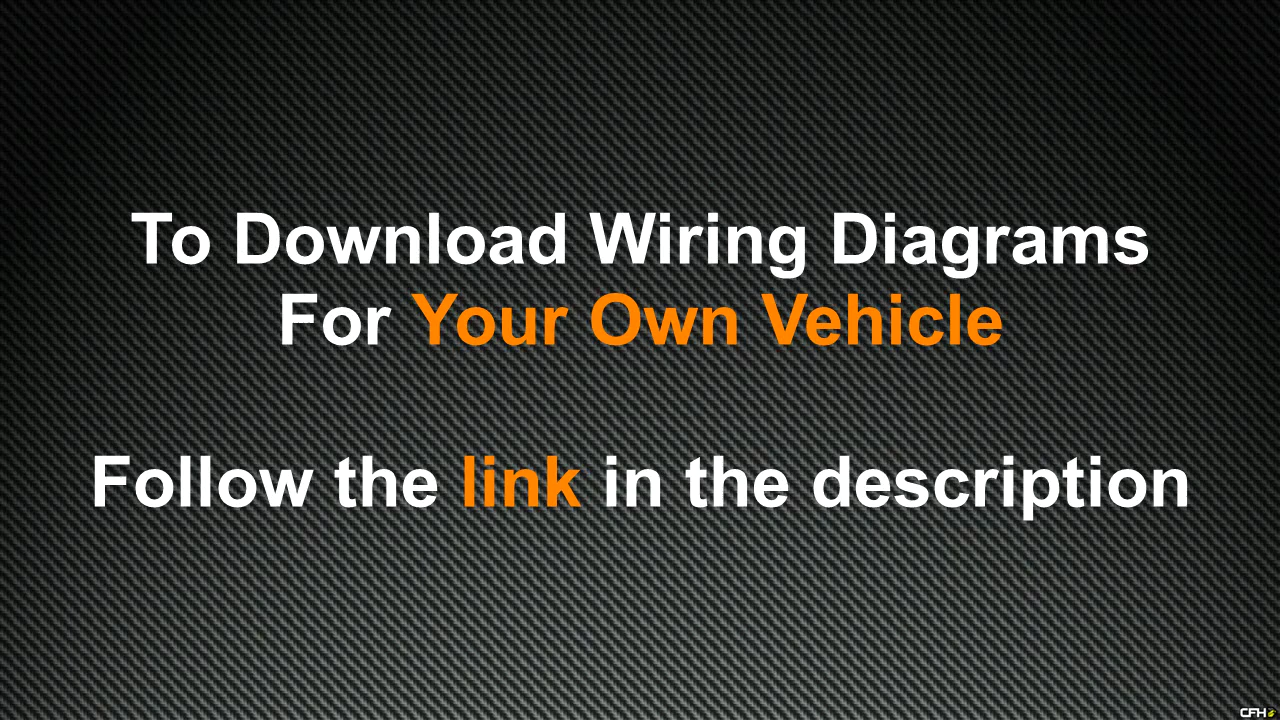 To Download Wiring Diagrams
For Your Own Vehicle
Follow the link in the description
CFH